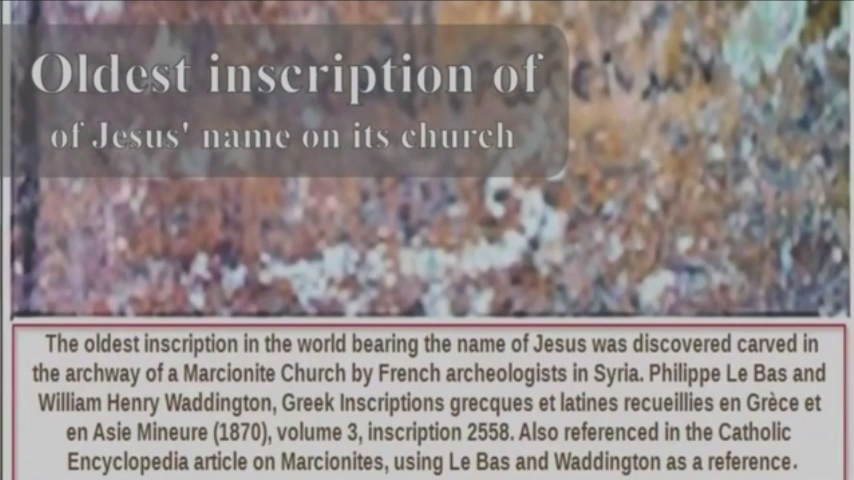 Oldest inscription of
of Jesus' name on its church
The oldest inscription in the world bearing the name of Jesus was discovered carved in
the archway of a Marcionite Church by French archeologists in Syria. Philippe Le Bas and
William Henry Waddington, Greek Inscriptions grecques et latines recueillies en Grèce et
en Asie Mineure (1870), volume 3, inscription 2558. Also referenced in the Catholic
Encyclopedia article on Marcionites, using Le Bas and Waddington as a reference.